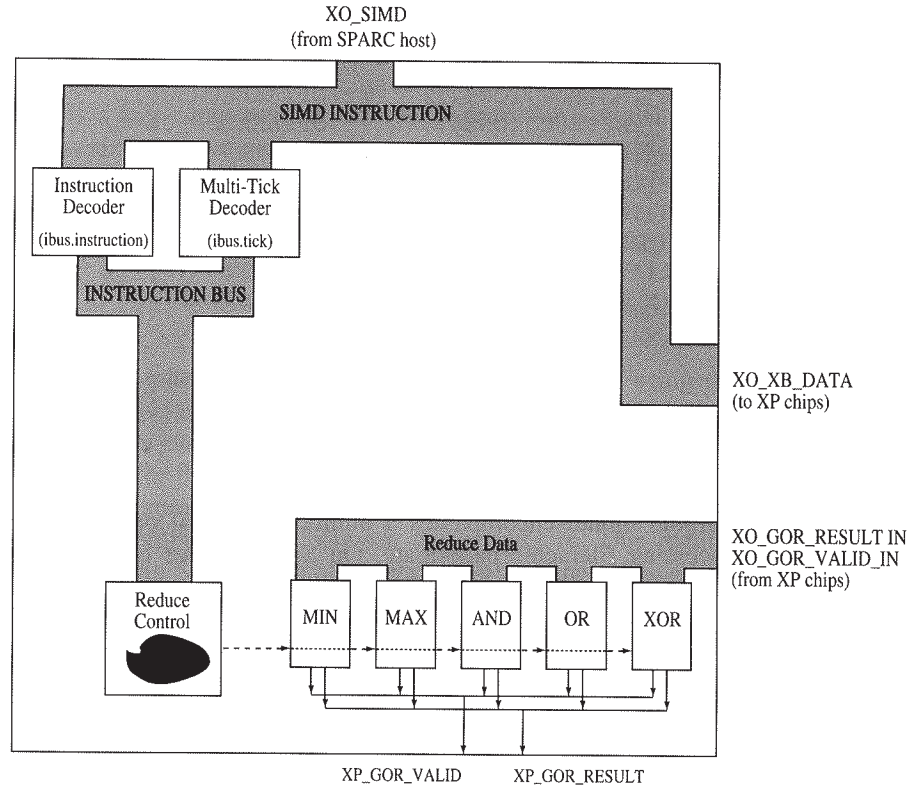 XO_SIMD
(from SPARC host)
SIMD INSTRUCTION
Instruction
Decoder
(ibus.instruction)
Multi-Tick
Decoder
(ibus.tick)
INSTRUCTION BUS
XO_XB_DATA
(to XP chips)
Reduce Data
XO_GOR_RESULT IN
XO_GOR_VALID_IN
(from XP chips)
Reduce
Control
MIN
MAX
AND
OR
XOR
XP_GOR_VALID
XP_GOR_RESULT